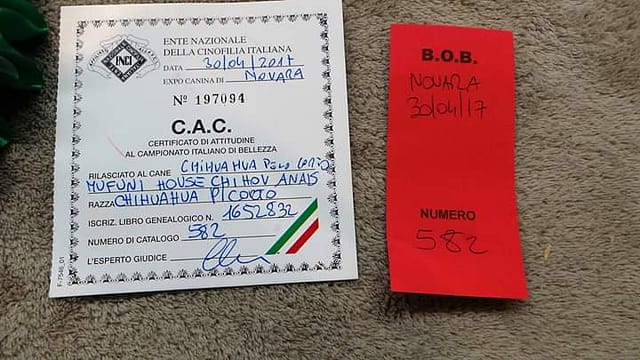 ENTE NAZIONALE
DELLA CINOFILIA ITALIANA
ENCI
DATA 30/04/2017
EXPO CANINA DI NOVARA
Nº 197094
C.A.C.
CERTIFICATO DI ATTITUDINE
AL CAMPIONATO ITALIANO DI BELLEZZA
RILASCIATO AL CANE CHIHUAHUA PELO
MUFUNI HOUSE CHIHOV ANAIS
RAZZA CHIHUAHUA PICOLO
ISCRIZ. LIBRO GENEALOGICO N. 1652832
NUMERO DI CATALOGO 582
L'ESPERTO GIUDICE
F-7546_01
B.O.B.
NOVARA
30/04/17
NUMERO
582